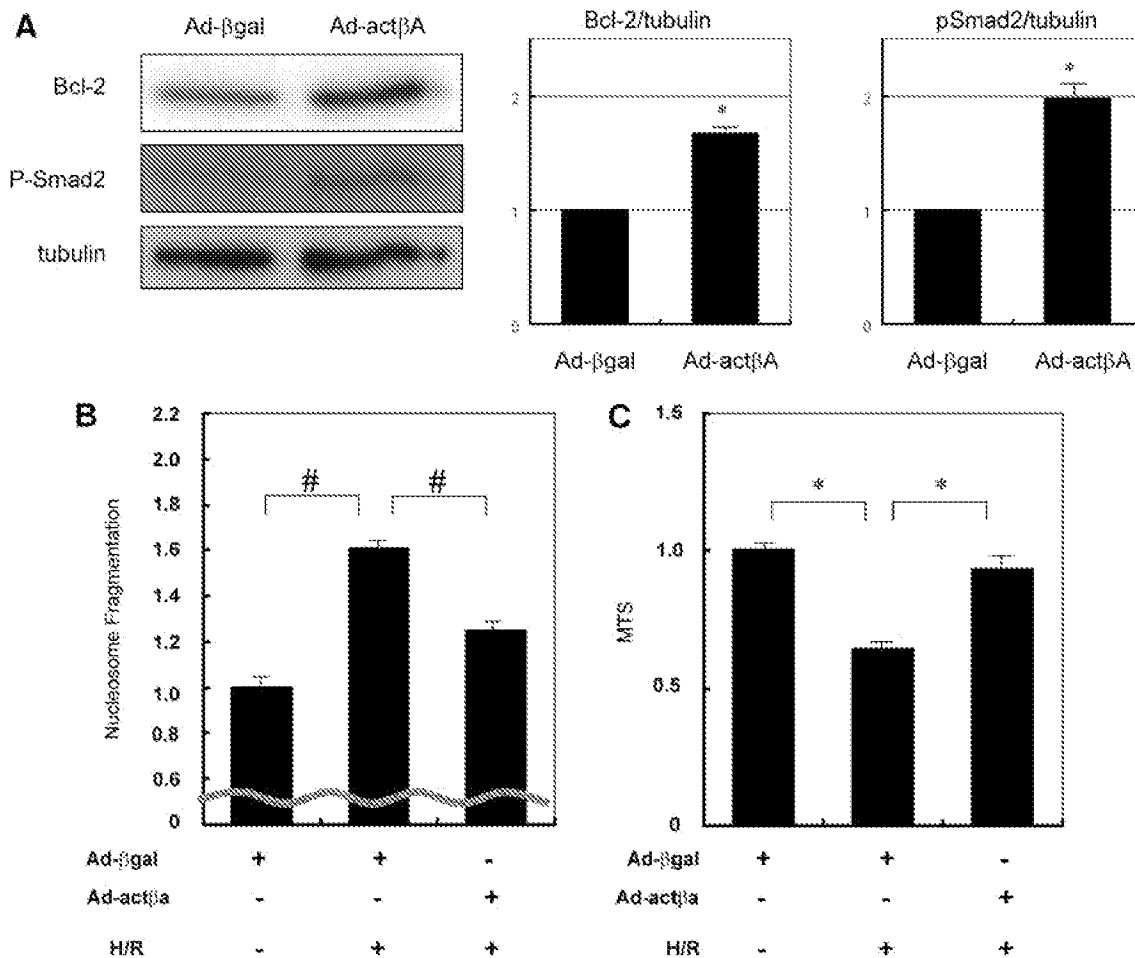 A
Ad-βgal Ad-actβA
Bcl-2
P-Smad2
tubulin
Bcl-2/tubulin
2
1
0
*
Ad-βgal Ad-actβA
pSmad2/tubulin
2
1
0
*
Ad-βgal Ad-actβA
B
Nucleosome Fragmentation
2.2
2.0
1.8
1.6
1.4
1.2
1.0
0.8
0.6
0
# #
Ad-βgal + + -
Ad-actβa - - +
H/R - + +
C
MTS
1.5
1.0
0.5
0
* *
Ad-βgal + + -
Ad-actβa - - +
H/R - + +